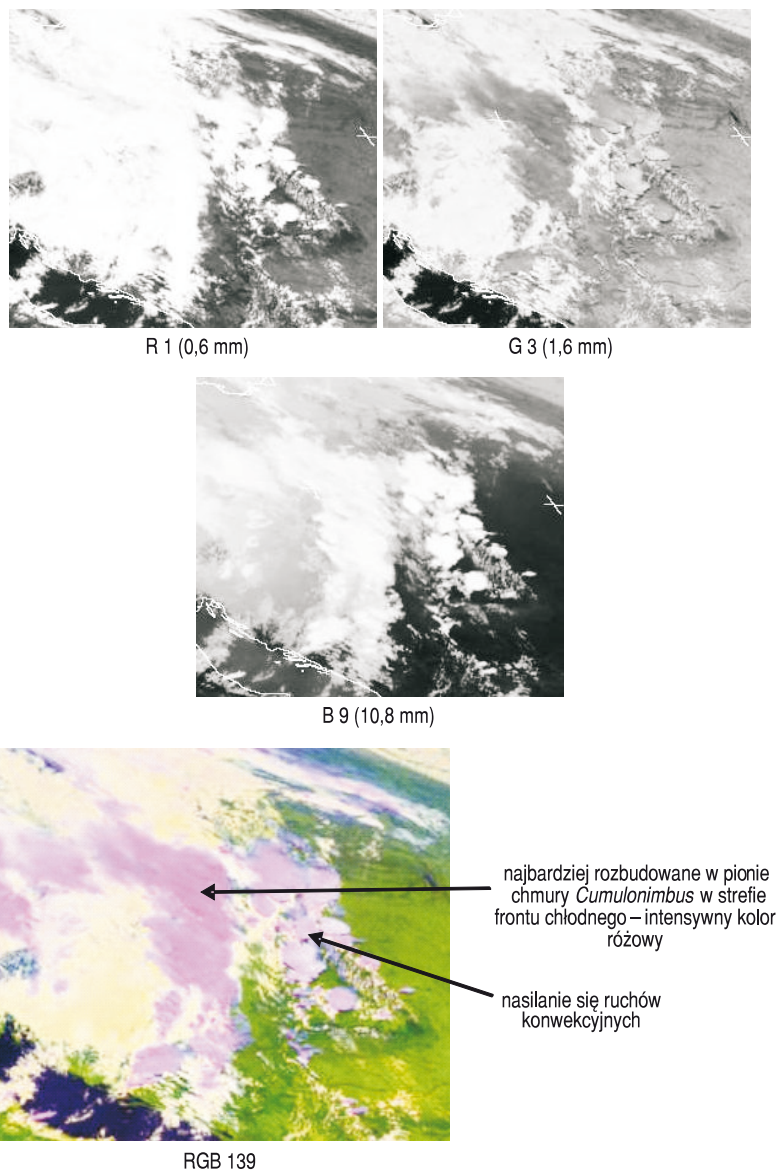 R 1 (0,6 mm)
G 3 (1,6 mm)
B 9 (10,8 mm)
najbardziej rozbudowane w pionie
chmury Cumulonimbus w strefie
frontu chłodnego – intensywny kolor
różowy
nasilanie się ruchów
konwekcyjnych
RGB 139